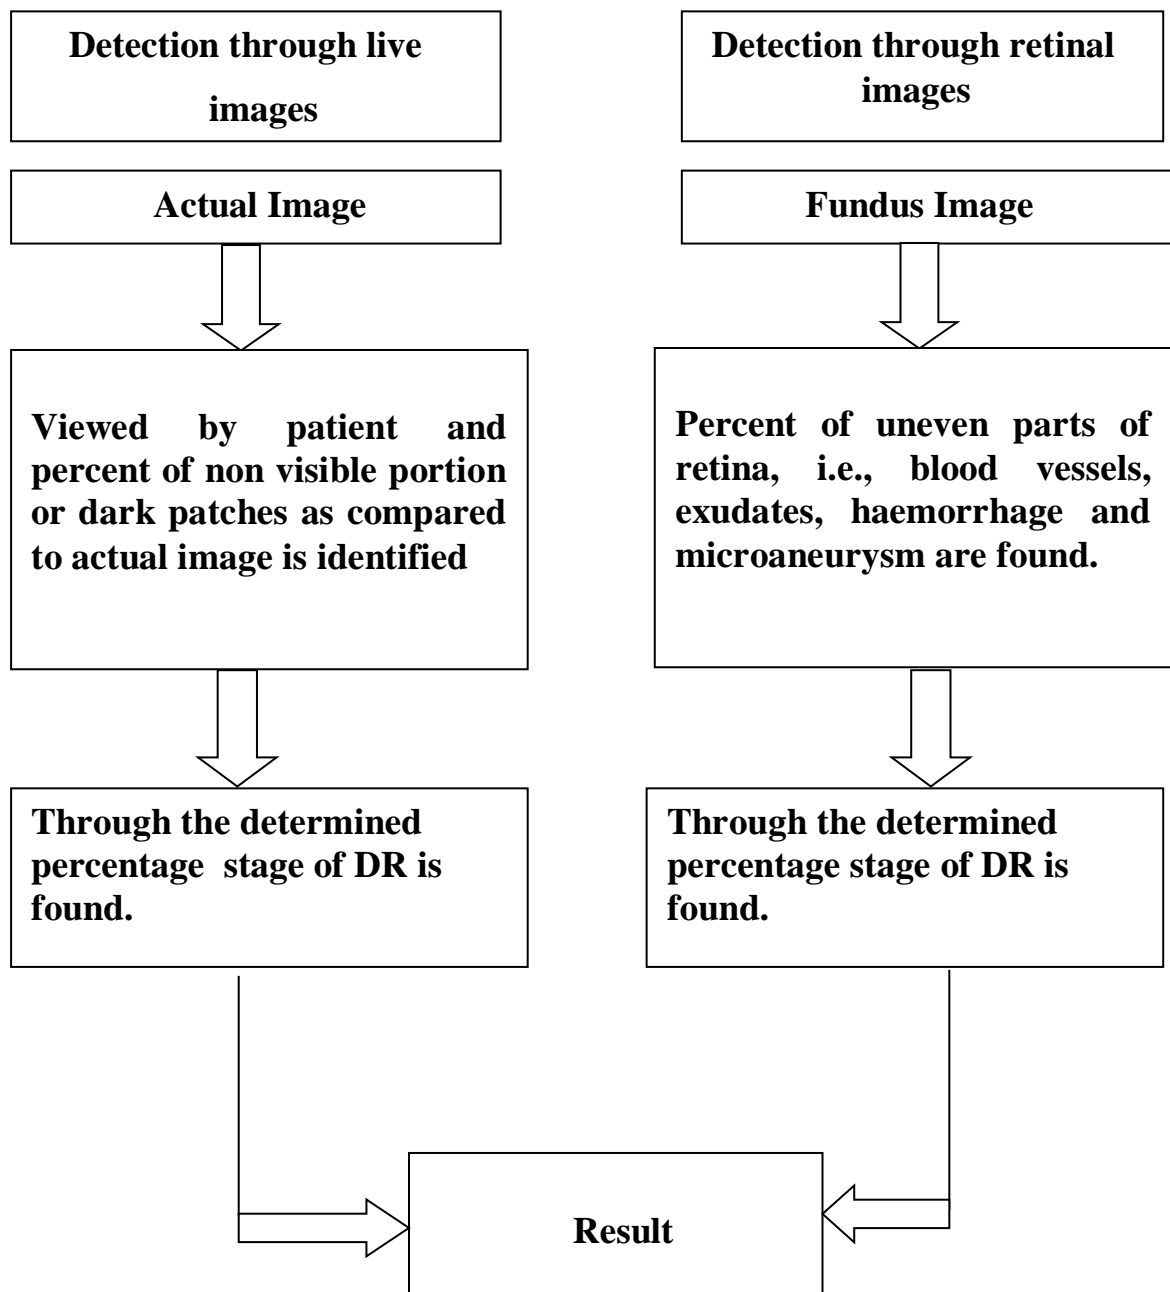 Detection through live
images
Actual Image
Viewed by patient and
percent of non visible portion
or dark patches as compared
to actual image is identified
Through the determined
percentage stage of DR is
found.
Detection through retinal
images
Fundus Image
Percent of uneven parts of
retina, i.e., blood vessels,
exudates, haemorrhage and
microaneurysm are found.
Through the determined
percentage stage of DR is
found.
Result